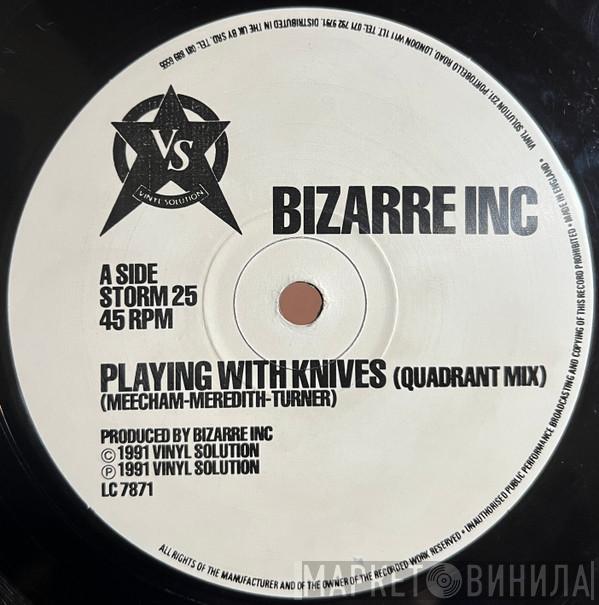 VS
VINYL SOLUTION
BIZARRE INC
A SIDE
STORM 25
45 RPM
PLAYING WITH KNIVES (QUADRANT MIX)
(MEECHAM-MEREDITH-TURNER)
PRODUCED BY BIZARRE INC
© 1991 VINYL SOLUTION
℗ 1991 VINYL SOLUTION
LC 7871
ALL RIGHTS OF THE MANUFACTURER AND OF THE OWNER OF THE RECORDED WORK RESERVED • UNAUTHORISED PUBLIC PERFORMANCE BROADCASTING AND COPYING OF THIS RECORD PROHIBITED • MADE IN ENGLAND •
VINYL SOLUTION 231, PORTOBELLO ROAD, LONDON W11 1LT. TEL: 071 792 9791. DISTRIBUTED IN THE UK BY SRD. TEL: 081 889 6555
МАРКЕТ ВИНИЛА